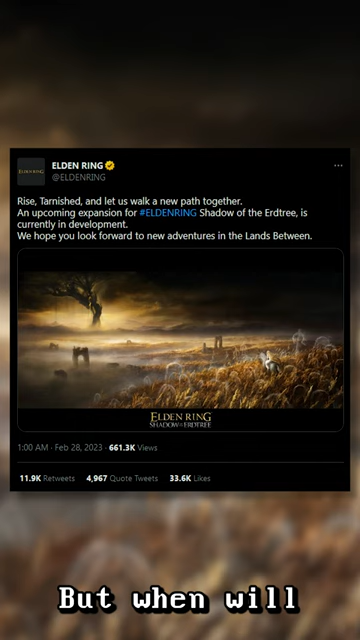 ELDEN RING
ELDEN RING
@ELDENRING
Rise, Tarnished, and let us walk a new path together.
An upcoming expansion for #ELDENRING Shadow of the Erdtree, is
currently in development.
We hope you look forward to new adventures in the Lands Between.
ELDEN RING
SHADOW OF THE ERDTREE
1:00 AM · Feb 28, 2023 · 661.3K Views
11.9K Retweets 4,967 Quote Tweets 33.6K Likes
But when will